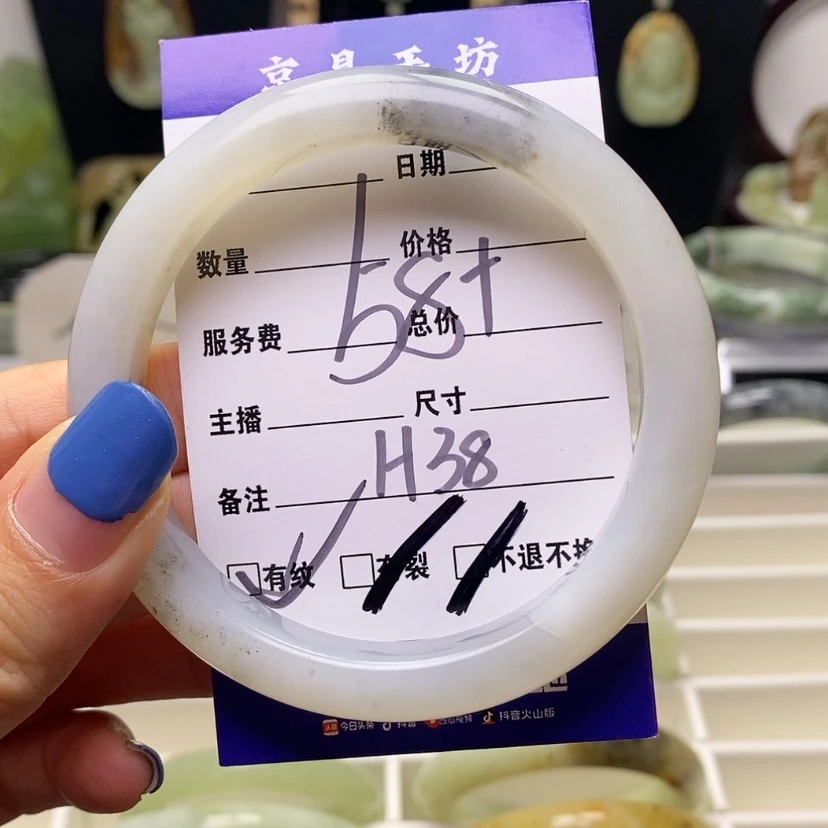 京
坊
日期
数量 价格
58+
服务费 总价
主播 尺寸
H38
备注
有纹 有裂 不退不换
今日头条 抖音 西瓜视频 抖音火山版